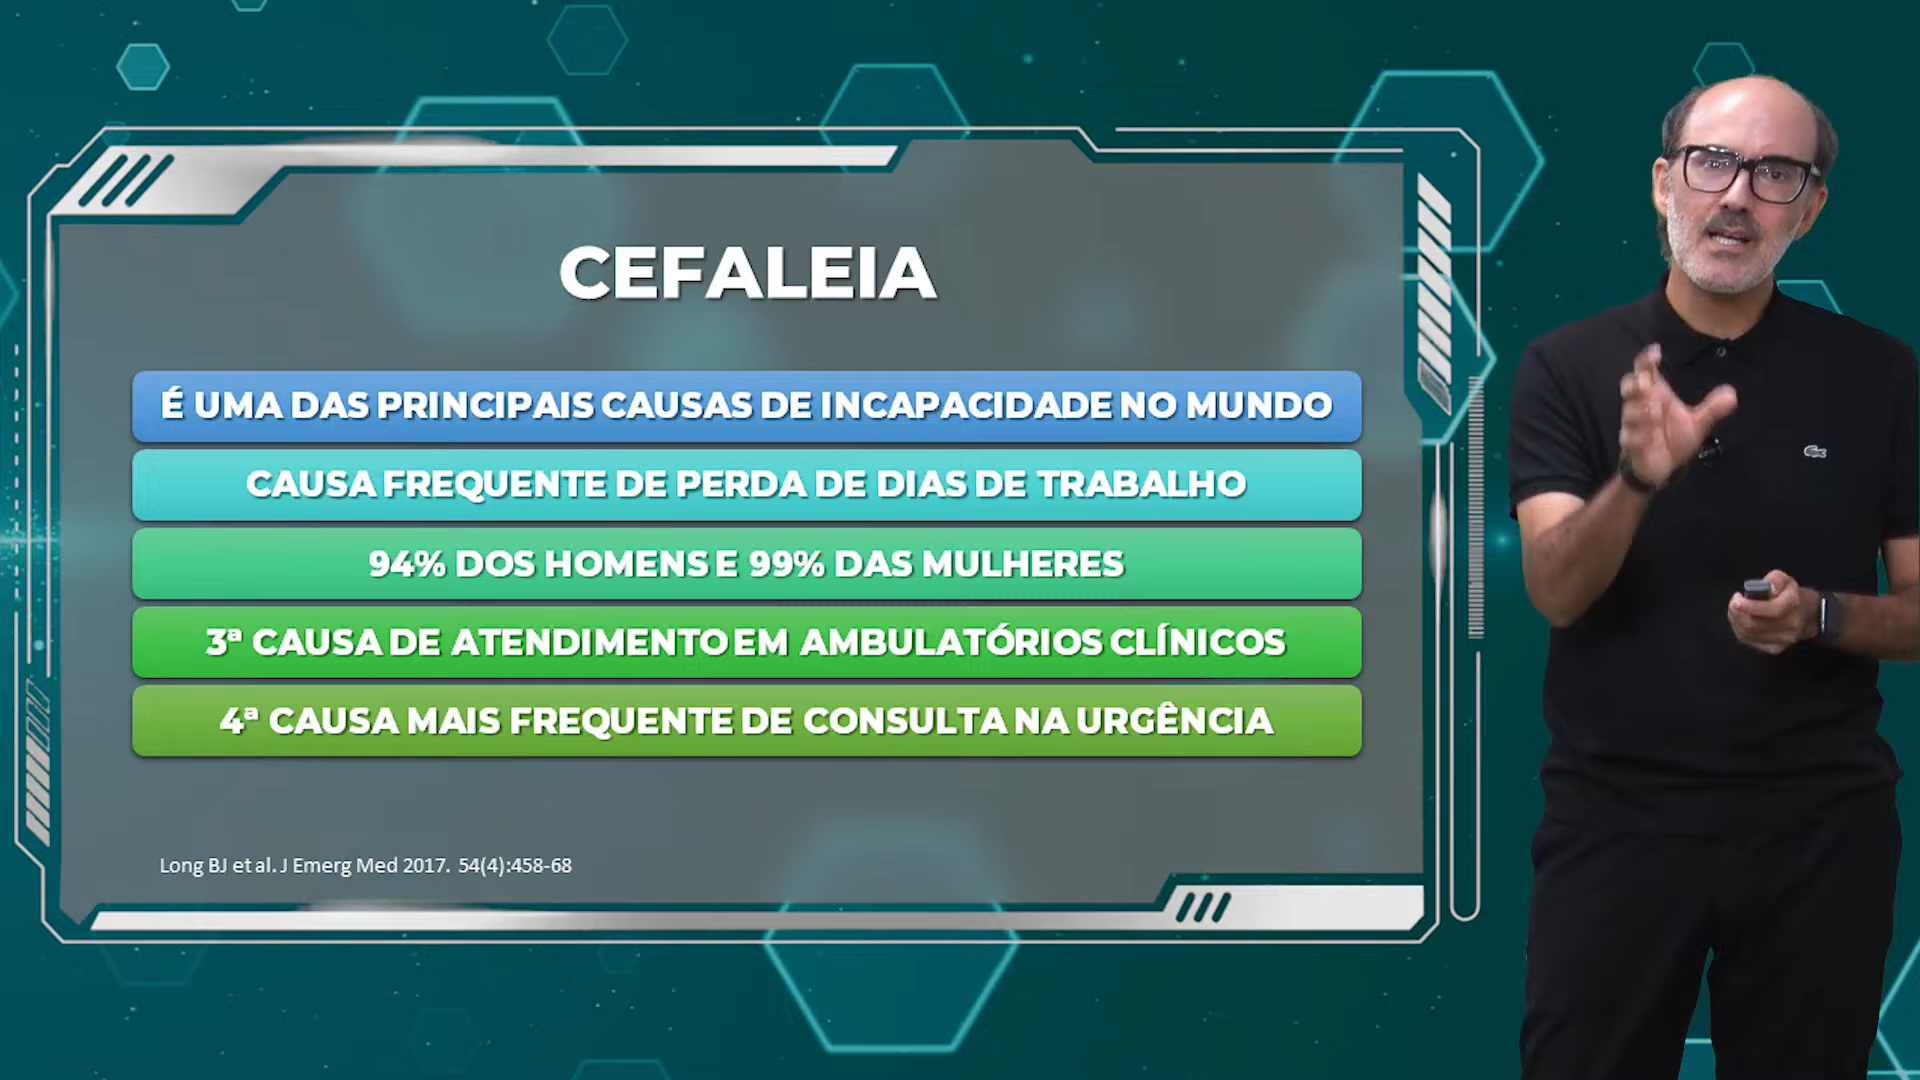 CEFALEIA
É UMA DAS PRINCIPAIS CAUSAS DE INCAPACIDADE NO MUNDO
CAUSA FREQUENTE DE PERDA DE DIAS DE TRABALHO
94% DOS HOMENS E 99% DAS MULHERES
3ª CAUSA DE ATENDIMENTO EM AMBULATÓRIOS CLÍNICOS
4ª CAUSA MAIS FREQUENTE DE CONSULTA NA URGÊNCIA
Long BJ et al. J Emerg Med 2017. 54(4):458-68